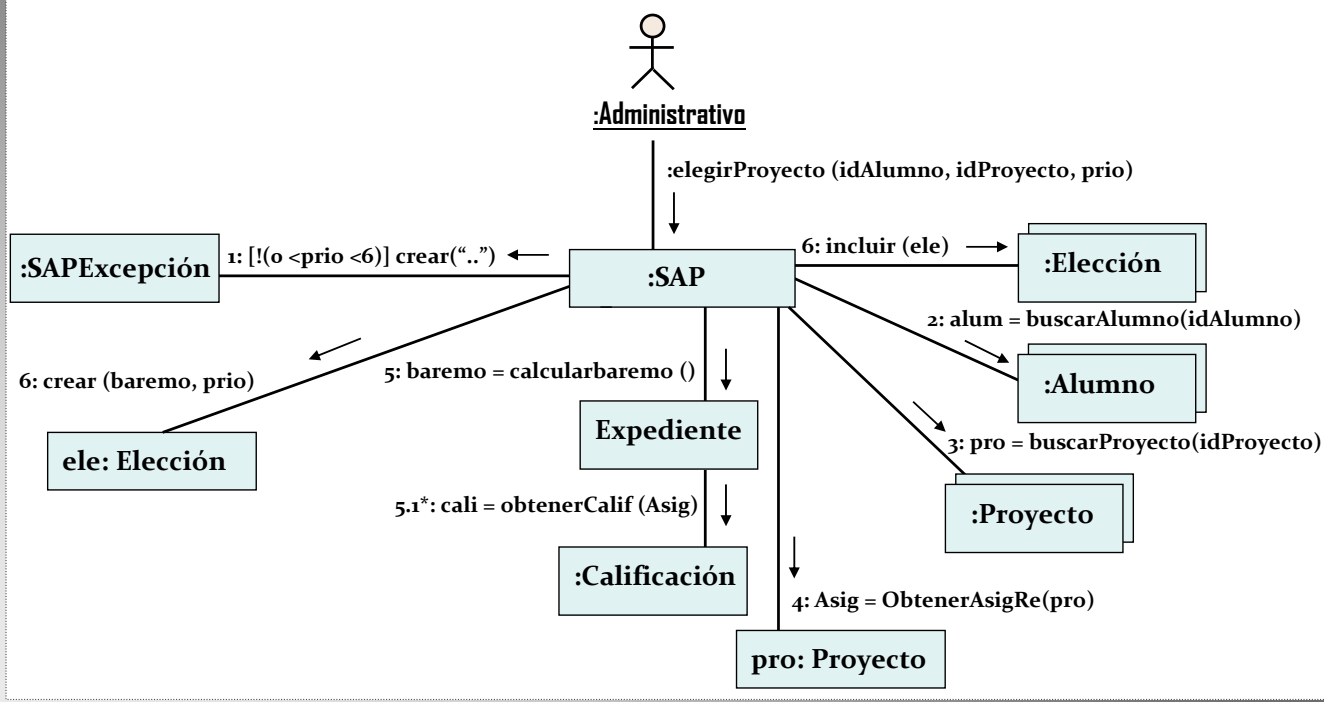 :Administrativo
:elegirProyecto (idAlumno, idProyecto, prio)
:SAPExcepción
1: [!(0 <prio <6)] crear(“..”)
:SAP
6: incluir (ele)
:Elección
2: alum = buscarAlumno(idAlumno)
:Alumno
6: crear (baremo, prio)
5: baremo = calcularbaremo ()
Expediente
3: pro = buscarProyecto(idProyecto)
ele: Elección
5.1*: cali = obtenerCalif (Asig)
:Proyecto
:Calificación
4: Asig = ObtenerAsigRe(pro)
pro: Proyecto